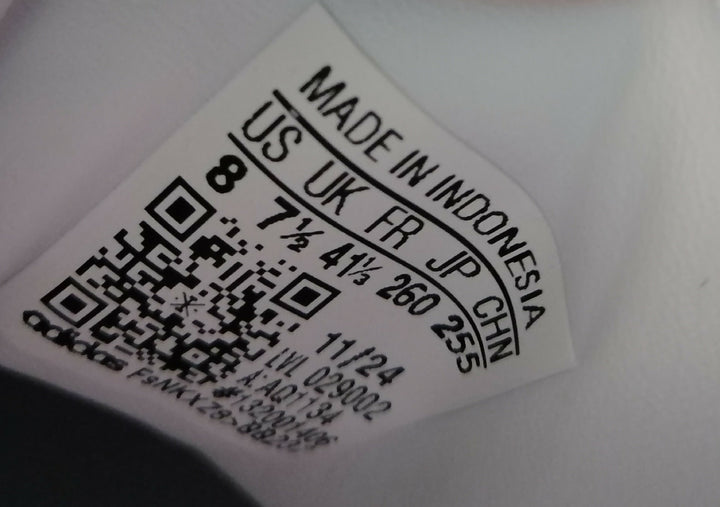 MADE IN INDONESIA
US UK FR JP CHN
8 7½ 41⅓ 260 255
11/24
LVL 029002
A.AQ1134
#132001406
adidas